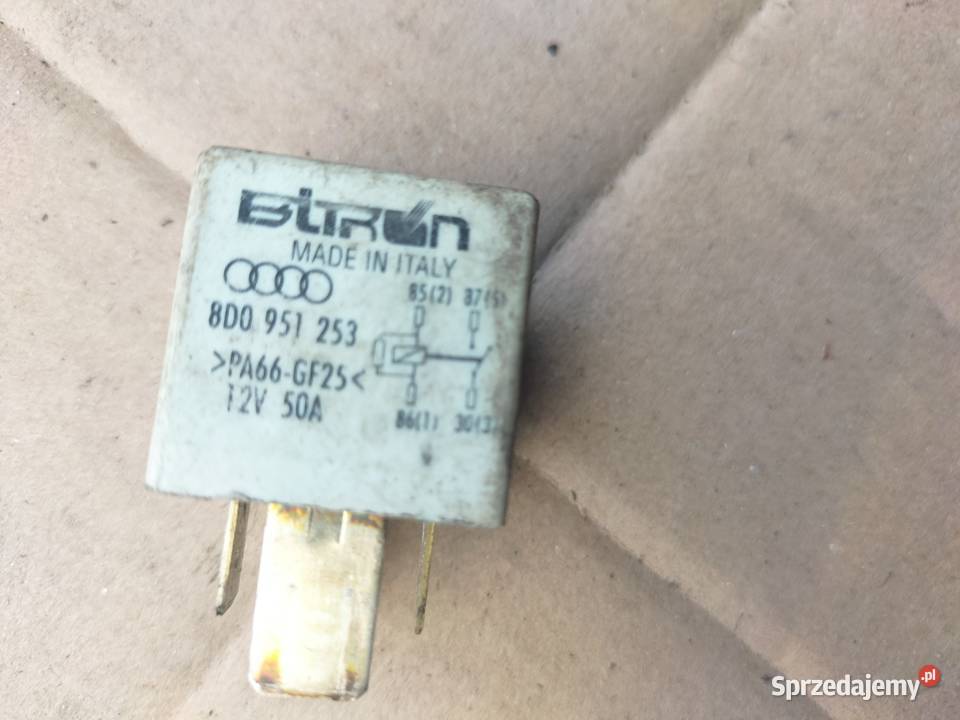 BiTRON
MADE IN ITALY
85(2) 87(5)
8D0 951 253
>PA66-GF25<
12V 50A
86(1) 30(3)
Sprzedajemy.pl